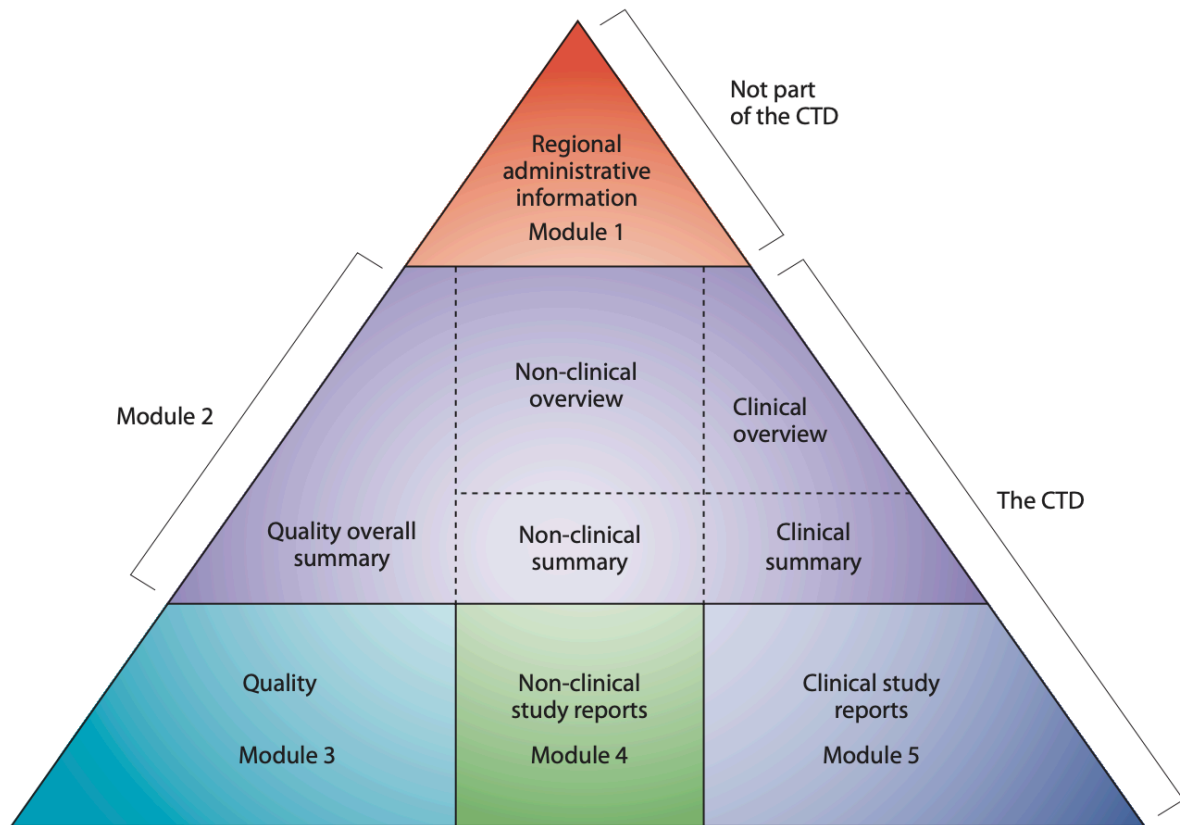 Not part
of the CTD
Regional
administrative
information
Module 1
Module 2
Non-clinical
overview
Clinical
overview
The CTD
Quality overall
summary
Non-clinical
summary
Clinical
summary
Quality
Module 3
Non-clinical
study reports
Module 4
Clinical study
reports
Module 5